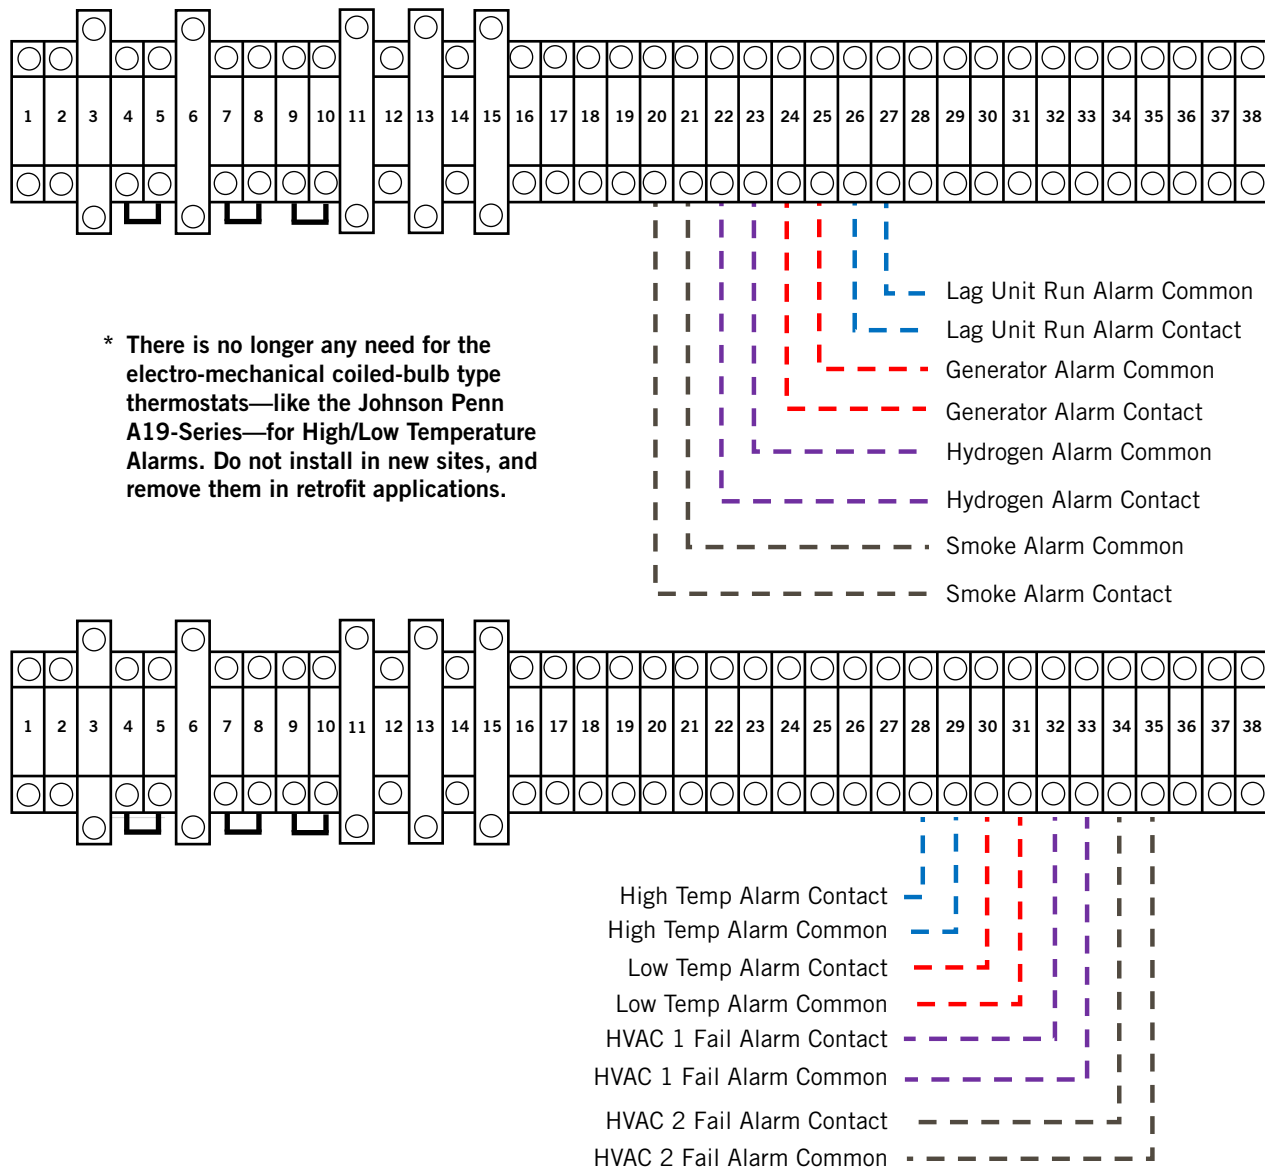 1 2 3 4 5 6 7 8 9 10 11 12 13 14 15 16 17 18 19 20 21 22 23 24 25 26 27 28 29 30 31 32 33 34 35 36 37 38
Lag Unit Run Alarm Common
Lag Unit Run Alarm Contact
Generator Alarm Common
Generator Alarm Contact
Hydrogen Alarm Common
Hydrogen Alarm Contact
Smoke Alarm Common
Smoke Alarm Contact
* There is no longer any need for the
electro-mechanical coiled-bulb type
thermostats—like the Johnson Penn
A19-Series—for High/Low Temperature
Alarms. Do not install in new sites, and
remove them in retrofit applications.
1 2 3 4 5 6 7 8 9 10 11 12 13 14 15 16 17 18 19 20 21 22 23 24 25 26 27 28 29 30 31 32 33 34 35 36 37 38
High Temp Alarm Contact
High Temp Alarm Common
Low Temp Alarm Contact
Low Temp Alarm Common
HVAC 1 Fail Alarm Contact
HVAC 1 Fail Alarm Common
HVAC 2 Fail Alarm Contact
HVAC 2 Fail Alarm Common